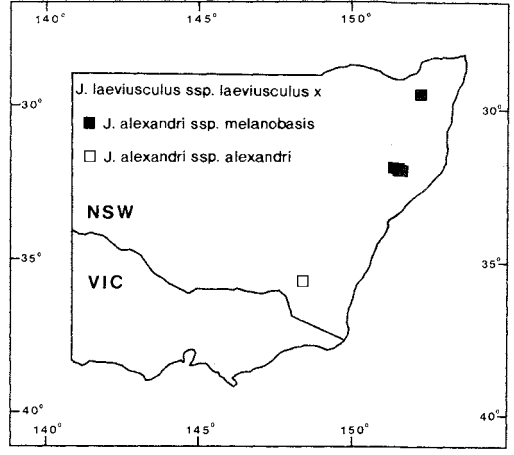 140° 145° 150°
30° 30°
J. laeviusculus ssp. laeviusculus x
J. alexandri ssp. melanobasis
J. alexandri ssp. alexandri
NSW
35° 35°
VIC
40° 40°
140° 145° 150°